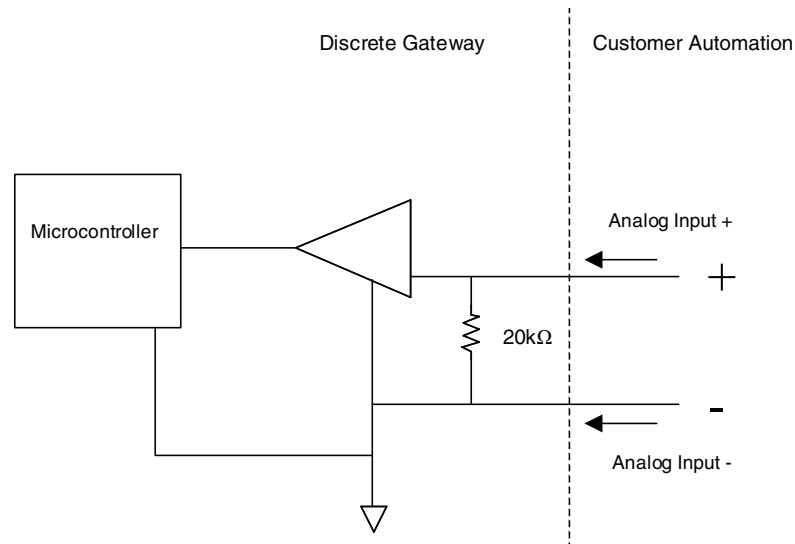 Discrete Gateway
Customer Automation
Microcontroller
Analog Input +
+
20kΩ
-
Analog Input -